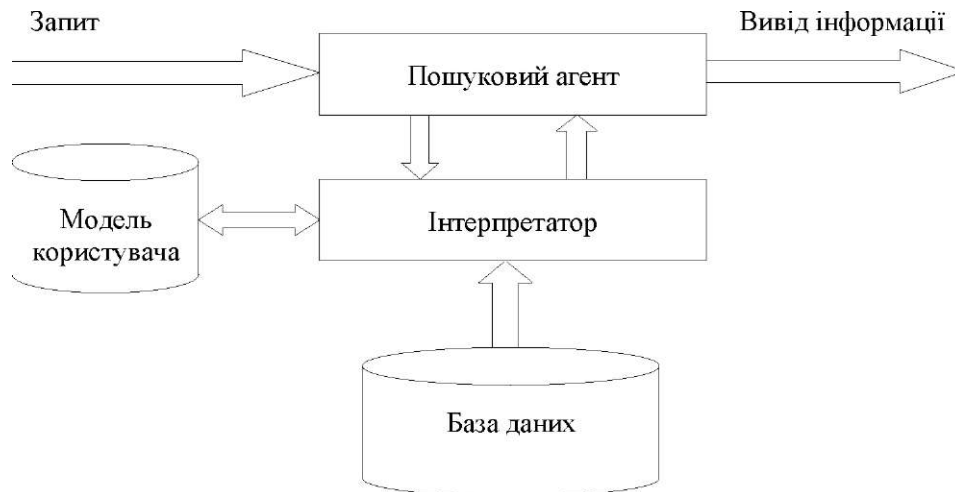 Запит
Вивід інформації
Пошуковий агент
Модель
користувача
Інтерпретатор
База даних